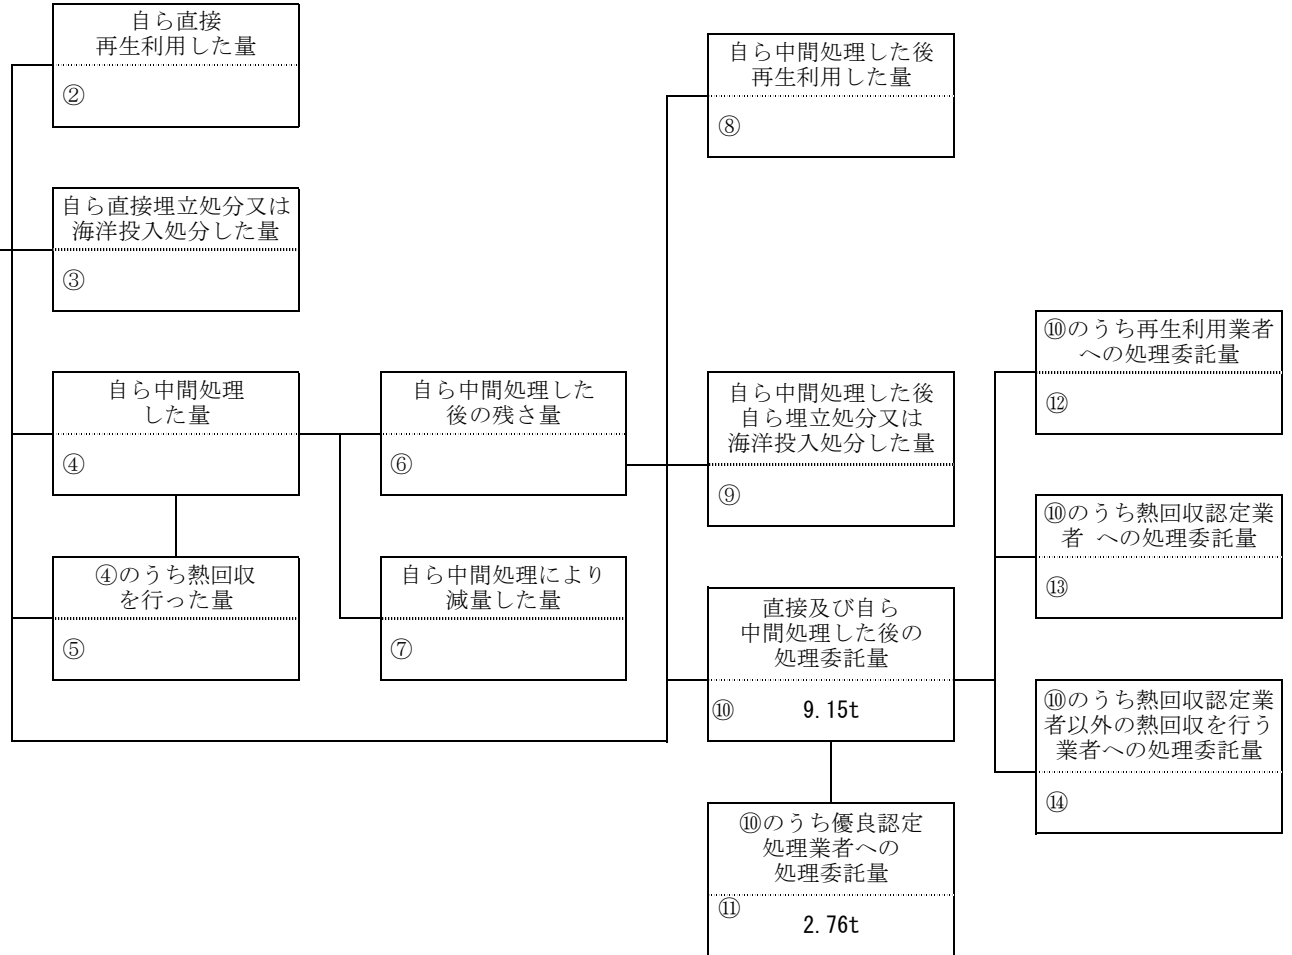 自ら直接
再生利用した量
②
自ら直接埋立処分又は
海洋投入処分した量
③
自ら中間処理
した量
④
④のうち熱回収
を行った量
⑤
自ら中間処理した
後の残さ量
⑥
自ら中間処理により
減量した量
⑦
自ら中間処理した後
再生利用した量
⑧
自ら中間処理した後
自ら埋立処分又は
海洋投入処分した量
⑨
直接及び自ら
中間処理した後の
処理委託量
⑩ 9.15t
⑩のうち優良認定
処理業者への
処理委託量
⑪
2.76t
⑩のうち再生利用業者
への処理委託量
⑫
⑩のうち熱回収認定業
者 への処理委託量
⑬
⑩のうち熱回収認定業
者以外の熱回収を行う
業者への処理委託量
⑭